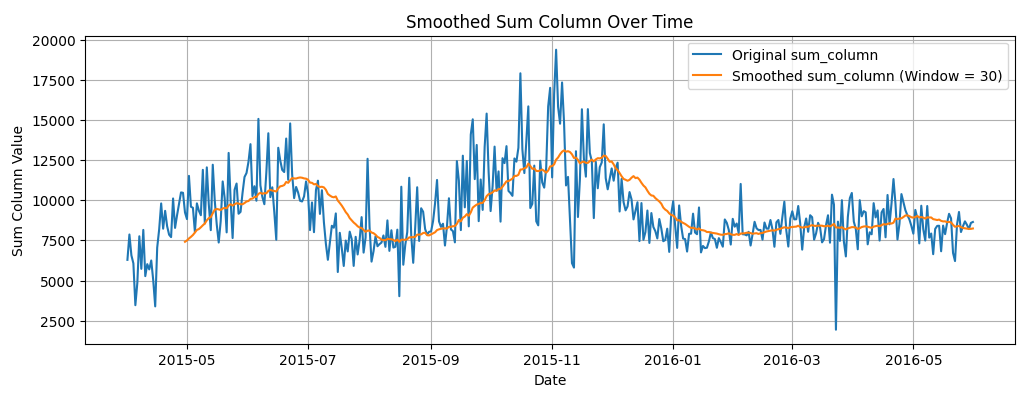 Smoothed Sum Column Over Time
Original sum_column
Smoothed sum_column (Window = 30)
Sum Column Value
20000
17500
15000
12500
10000
7500
5000
2500
2015-05 2015-07 2015-09 2015-11 2016-01 2016-03 2016-05
Date